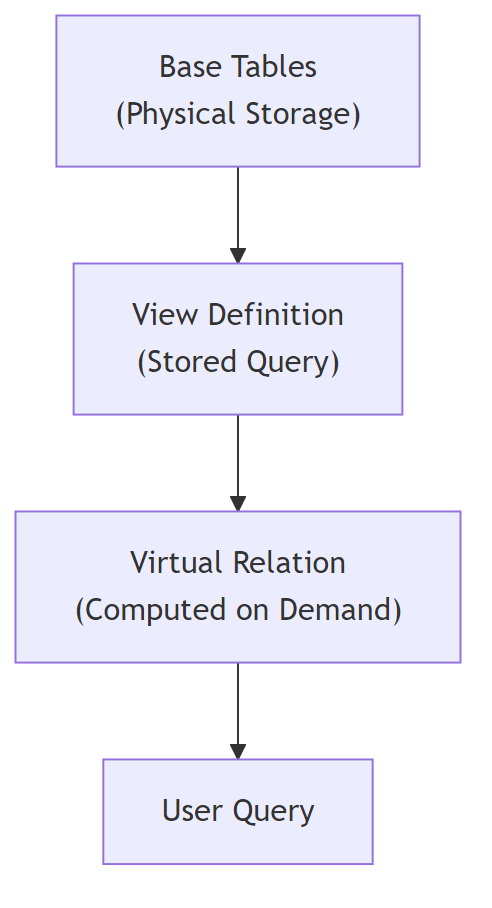 Base Tables
(Physical Storage)
View Definition
(Stored Query)
Virtual Relation
(Computed on Demand)
User Query